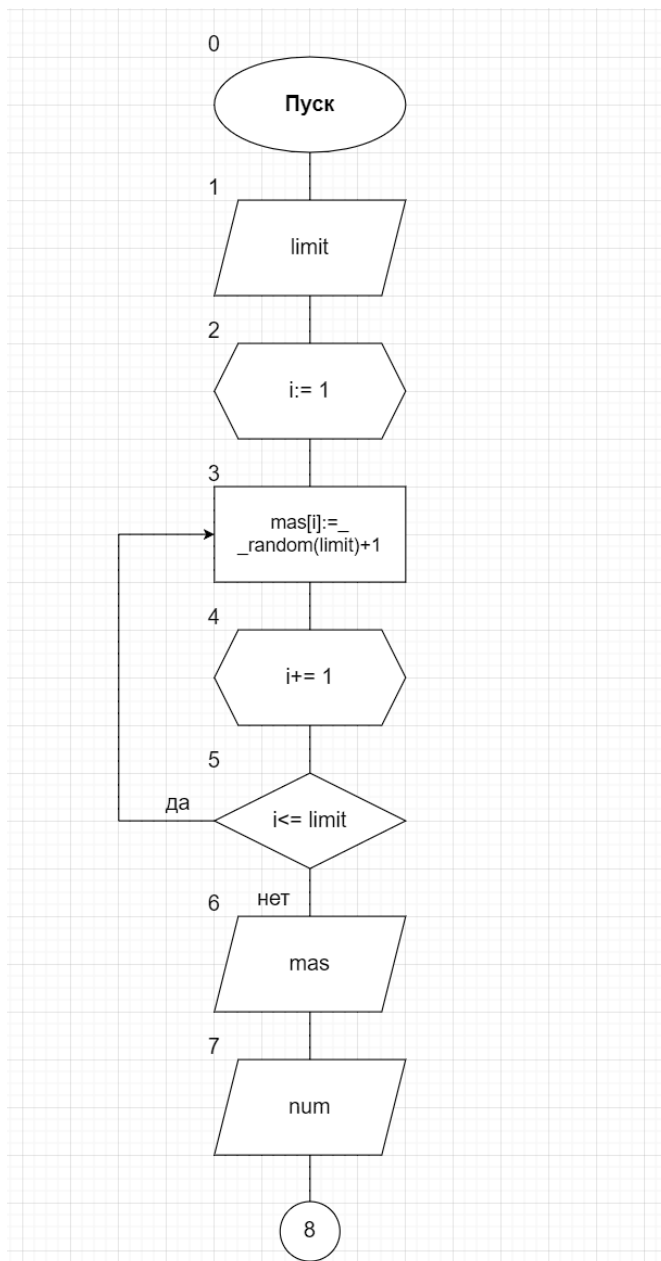 0
Пуск
1
limit
2
i:= 1
3
mas[i]:=_
_random(limit)+1
4
i+= 1
5
да
i<= limit
нет
6
mas
7
num
8